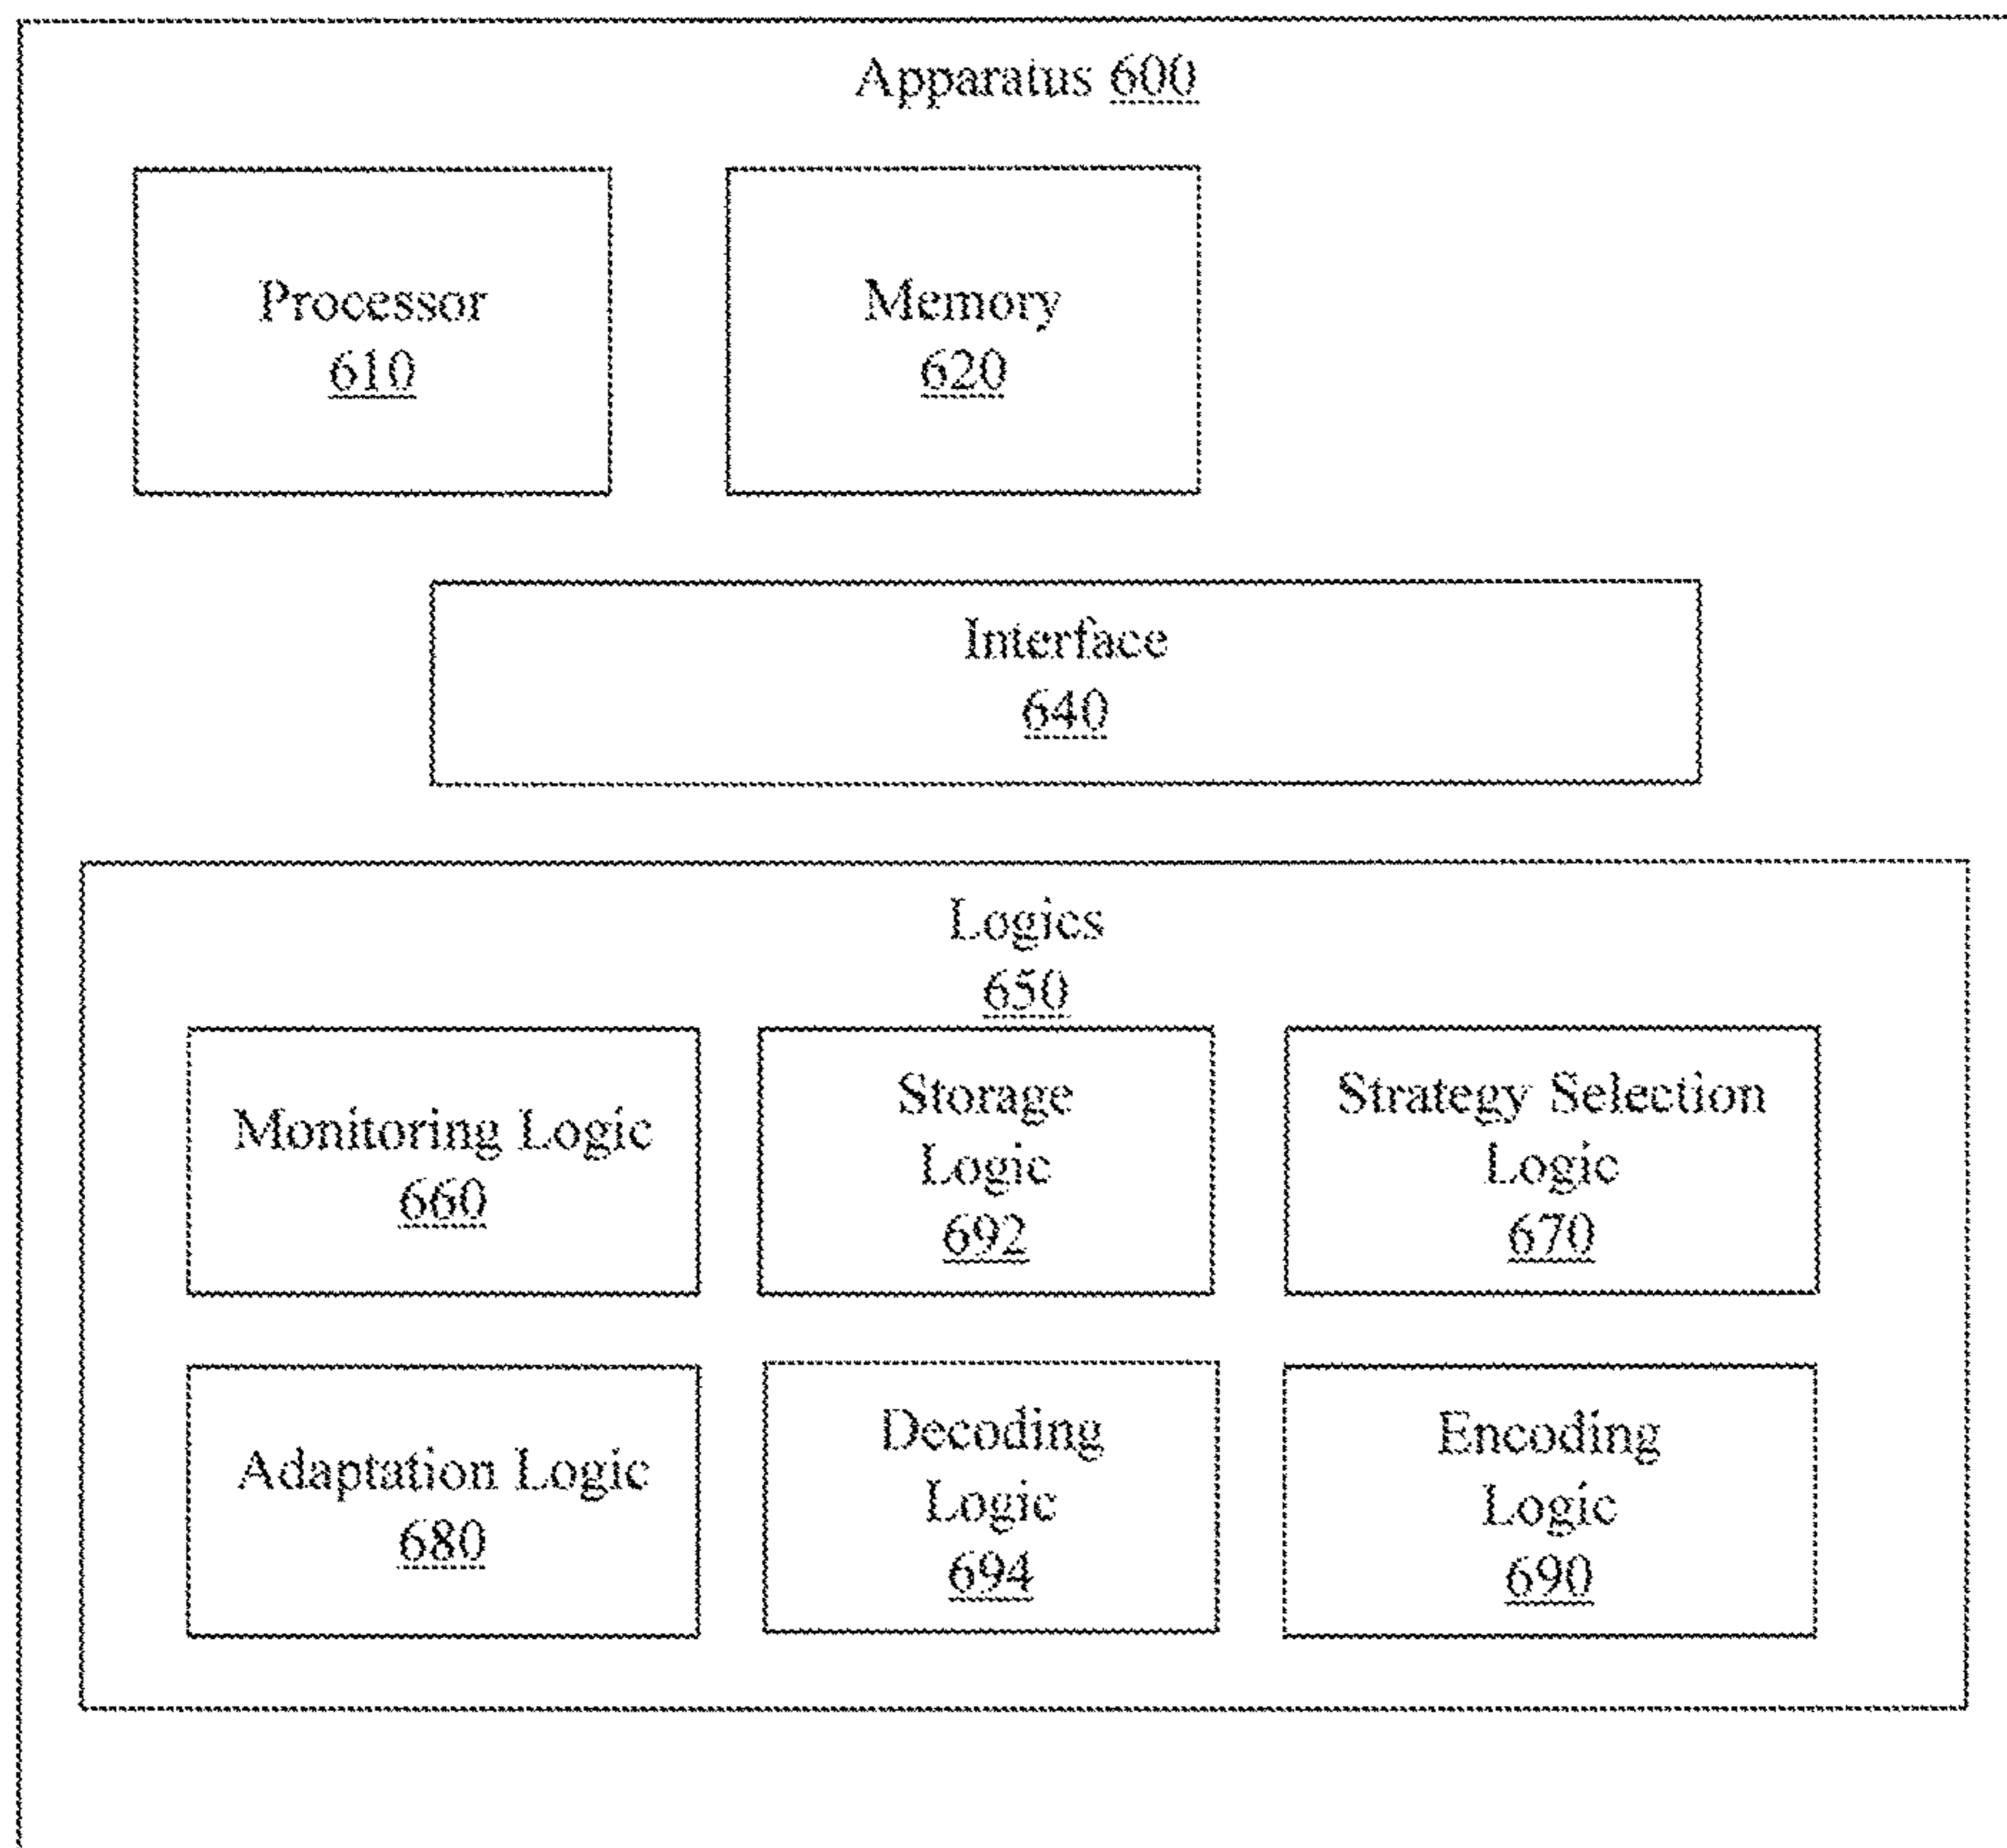 Apparatus 600
Processor
610
Memory
620
Interface
640
Logics
650
Monitoring Logic
660
Storage
Logic
692
Strategy Selection
Logic
670
Adaptation Logic
680
Decoding
Logic
694
Encoding
Logic
690